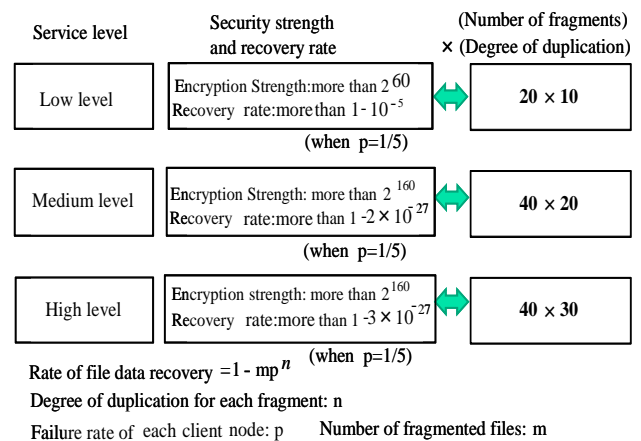 Service level
Security strength
and recovery rate
(Number of fragments)
× (Degree of duplication)
Low level
Encryption Strength:more than 2^60
Recovery rate:more than 1- 10^-5
(when p=1/5)
20 × 10
Medium level
Encryption Strength: more than 2^160
Recovery rate:more than 1 -2 × 10^-27
(when p=1/5)
40 × 20
High level
Encryption strength: more than 2^160
Recovery rate:more than 1 -3 × 10^-27
(when p=1/5)
40 × 30
Rate of file data recovery =1 - mp^n
Degree of duplication for each fragment: n
Failure rate of each client node: p Number of fragmented files: m